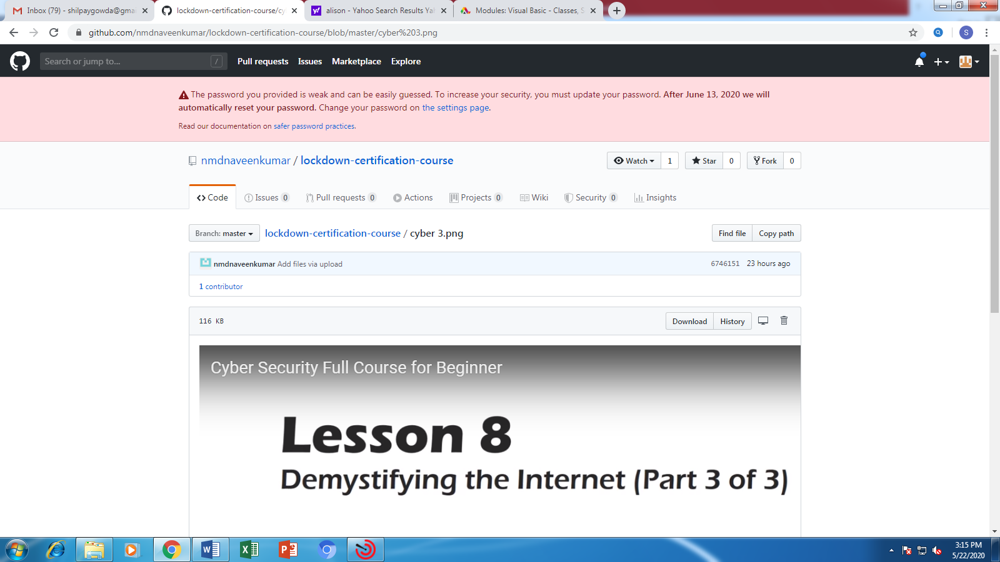 Inbox (79) - shilpaygowda@gma
lockdown-certification-course/cy
alison - Yahoo Search Results Ya
Modules: Visual Basic - Classes, S
github.com/nmdnaveenkumar/lockdown-certification-course/blob/master/cyber%203.png
S
Search or jump to...
/
Pull requests
Issues
Marketplace
Explore
The password you provided is weak and can be easily guessed. To increase your security, you must update your password. After June 13, 2020 we will
automatically reset your password. Change your password on the settings page.
Read our documentation on safer password practices.
nmdnaveenkumar / lockdown-certification-course
Watch 1
Star 0
Fork 0
Code
Issues 0
Pull requests 0
Actions
Projects 0
Wiki
Security 0
Insights
Branch: master
lockdown-certification-course / cyber 3.png
Find file
Copy path
nmdnaveenkumar Add files via upload
6746151 23 hours ago
1 contributor
116 KB
Download
History
Cyber Security Full Course for Beginner
Lesson 8
Demystifying the Internet (Part 3 of 3)
3:15 PM
5/22/2020